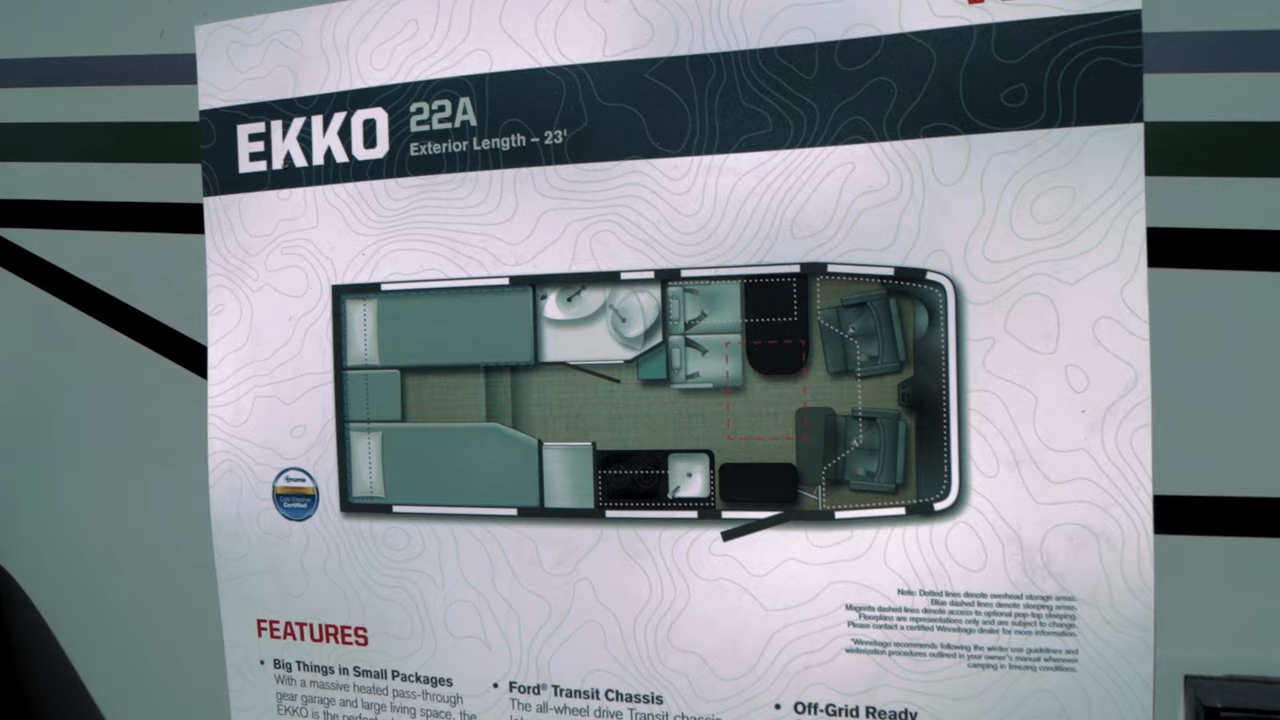 EKKO
22A
Exterior Length – 23'
Cold Weather
Certified
Note: Dotted lines denote overhead storage areas.
Blue dashed lines denote sleeping areas.
Magenta dashed lines denote access to optional pop-top sleeping.
Floorplans are representations only and are subject to change.
Please contact a certified Winnebago dealer for more information.
*Winnebago recommends following the winter use guidelines and
winterization procedures outlined in your owner's manual whenever
camping in freezing conditions.
FEATURES
• Big Things in Small Packages
With a massive heated pass-through
gear garage and large living space, the
EKKO is the perfect
• Ford® Transit Chassis
The all-wheel drive Transit chassis
• Off-Grid Ready